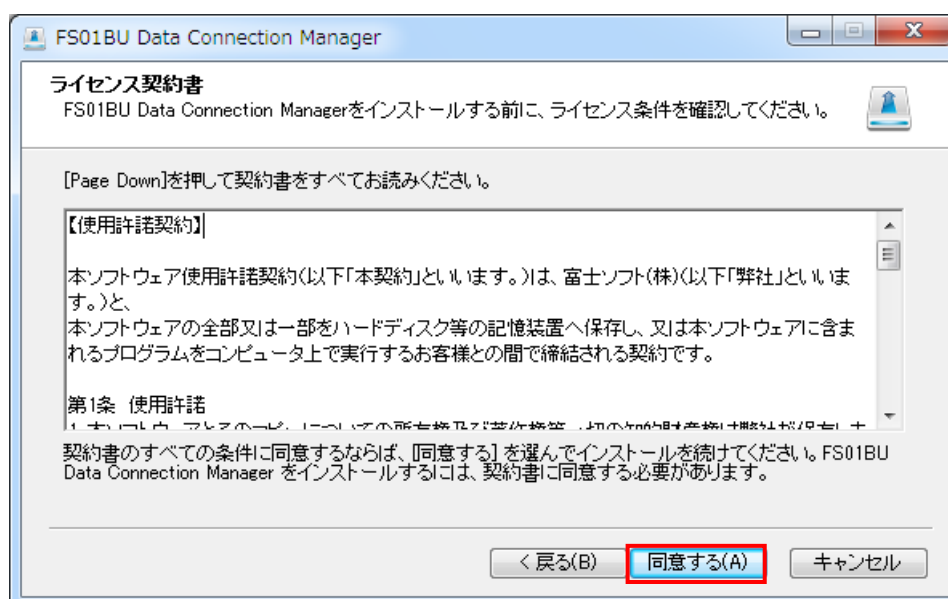 FS01BU Data Connection Manager
ライセンス契約書
FS01BU Data Connection Managerをインストールする前に、ライセンス条件を確認してください。
[Page Down]を押して契約書をすべてお読みください。
【使用許諾契約】
本ソフトウェア使用許諾契約(以下「本契約」といいます。)は、富士ソフト(株)(以下「弊社」といいま
す。)と、
本ソフトウェアの全部又は一部をハードディスク等の記憶装置へ保存し、又は本ソフトウェアに含ま
れるプログラムをコンピュータ上で実行するお客様との間で締結される契約です。
第1条 使用許諾
契約書のすべての条件に同意するならば、[同意する] を選んでインストールを続けてください。FS01BU
Data Connection Manager をインストールするには、契約書に同意する必要があります。
< 戻る(B)
同意する(A)
キャンセル